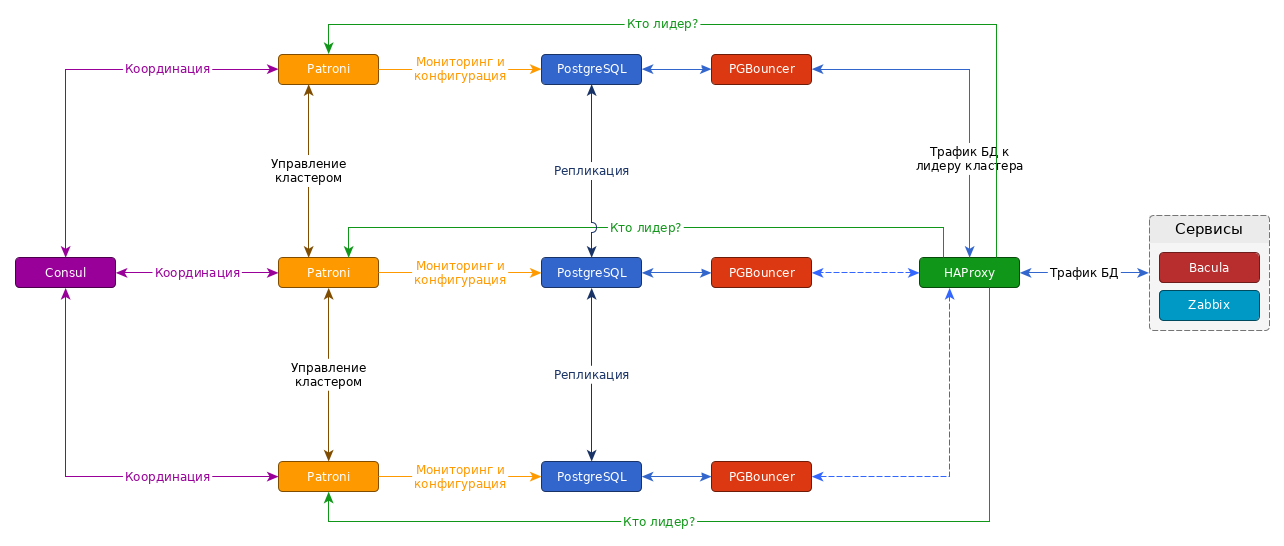 Кто лидер?
Координация
Patroni
Мониторинг и
конфигурация
PostgreSQL
PGBouncer
Управление
кластером
Репликация
Трафик БД к
лидеру кластера
Кто лидер?
Consul
Координация
Patroni
Мониторинг и
конфигурация
PostgreSQL
PGBouncer
HAProxy
Трафик БД
Сервисы
Bacula
Zabbix
Управление
кластером
Репликация
Координация
Patroni
Мониторинг и
конфигурация
PostgreSQL
PGBouncer
Кто лидер?